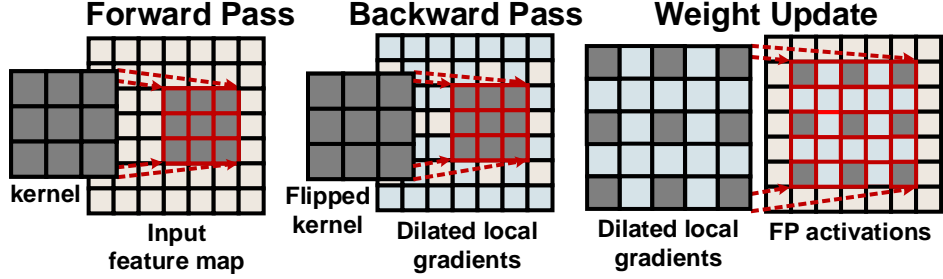 Forward Pass
Backward Pass
Weight Update
kernel
Input
feature map
Flipped
kernel
Dilated local
gradients
Dilated local
gradients
FP activations